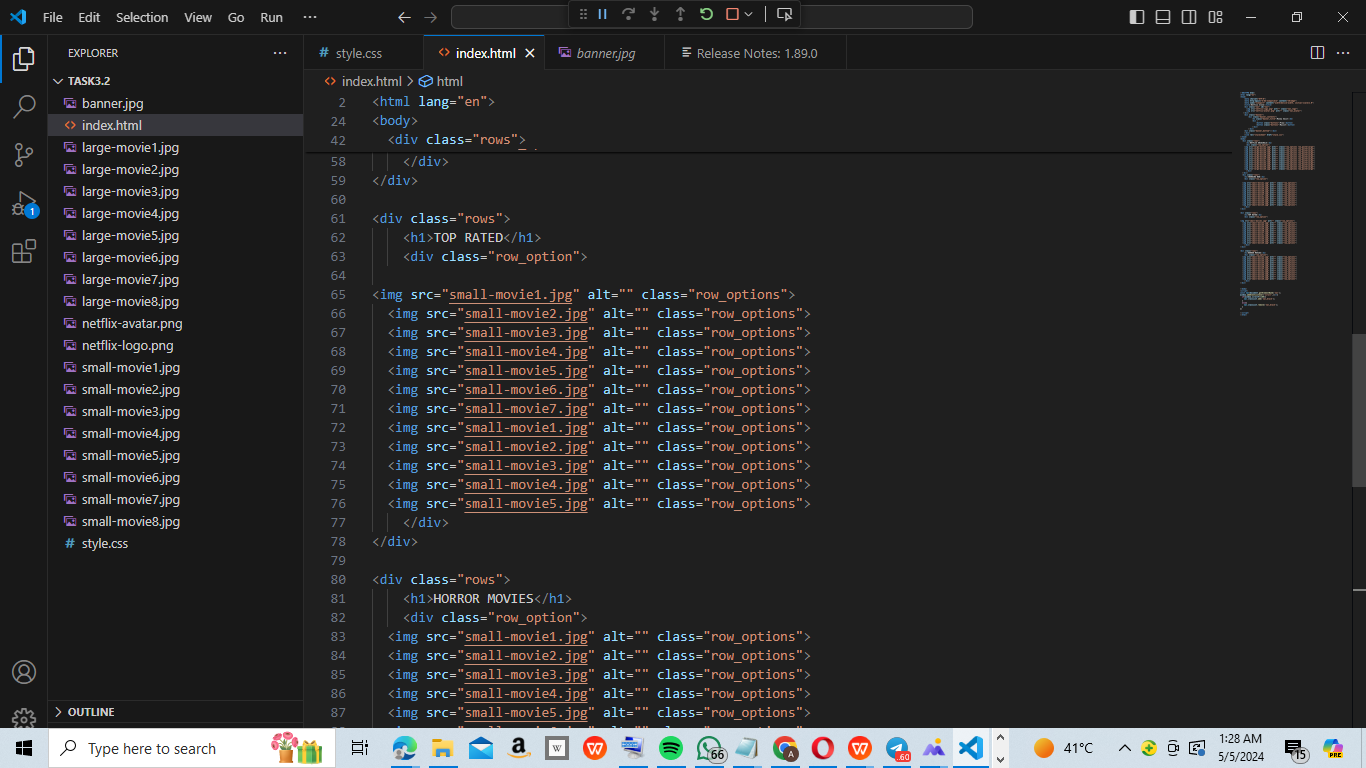 File Edit Selection View Go Run ···
EXPLORER ···
TASK3.2
banner.jpg
index.html
large-movie1.jpg
large-movie2.jpg
large-movie3.jpg
large-movie4.jpg
large-movie5.jpg
large-movie6.jpg
large-movie7.jpg
large-movie8.jpg
netflix-avatar.png
netflix-logo.png
small-movie1.jpg
small-movie2.jpg
small-movie3.jpg
small-movie4.jpg
small-movie5.jpg
small-movie6.jpg
small-movie7.jpg
small-movie8.jpg
# style.css
OUTLINE
1
# style.css <> index.html banner.jpg Release Notes: 1.89.0
<> index.html > html
2 <html lang="en">
24 <body>
42 <div class="rows">
58 </div>
59 </div>
60
61 <div class="rows">
62 <h1>TOP RATED</h1>
63 <div class="row_option">
64
65 <img src="small-movie1.jpg" alt="" class="row_options">
66 <img src="small-movie2.jpg" alt="" class="row_options">
67 <img src="small-movie3.jpg" alt="" class="row_options">
68 <img src="small-movie4.jpg" alt="" class="row_options">
69 <img src="small-movie5.jpg" alt="" class="row_options">
70 <img src="small-movie6.jpg" alt="" class="row_options">
71 <img src="small-movie7.jpg" alt="" class="row_options">
72 <img src="small-movie1.jpg" alt="" class="row_options">
73 <img src="small-movie2.jpg" alt="" class="row_options">
74 <img src="small-movie3.jpg" alt="" class="row_options">
75 <img src="small-movie4.jpg" alt="" class="row_options">
76 <img src="small-movie5.jpg" alt="" class="row_options">
77 </div>
78 </div>
79
80 <div class="rows">
81 <h1>HORROR MOVIES</h1>
82 <div class="row_option">
83 <img src="small-movie1.jpg" alt="" class="row_options">
84 <img src="small-movie2.jpg" alt="" class="row_options">
85 <img src="small-movie3.jpg" alt="" class="row_options">
86 <img src="small-movie4.jpg" alt="" class="row_options">
87 <img src="small-movie5.jpg" alt="" class="row_options">
Type here to search
66
.60
41°C
1:28 AM
5/5/2024
15
PRE